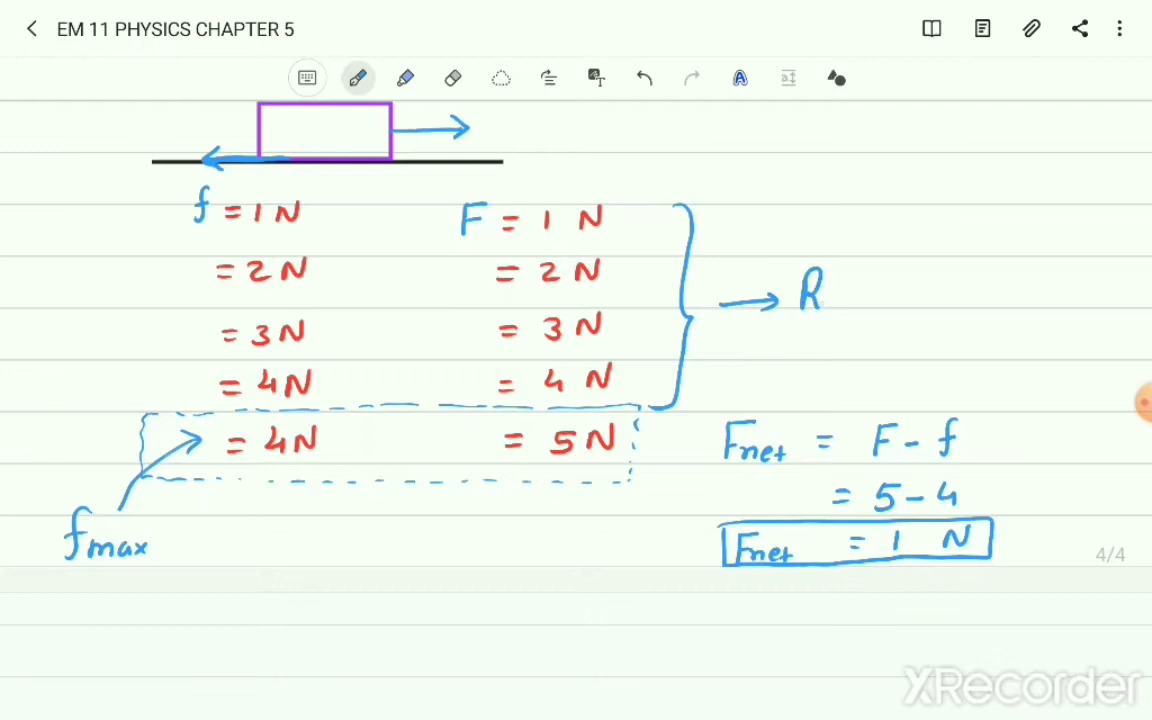 EM 11 PHYSICS CHAPTER 5
f = 1 N F = 1 N
= 2 N = 2 N
→ R
= 3 N = 3 N
= 4 N = 4 N
= 4 N = 5 N
Fnet = F - f
= 5 - 4
fmax
Fnet = 1 N
4/4
XRecorder